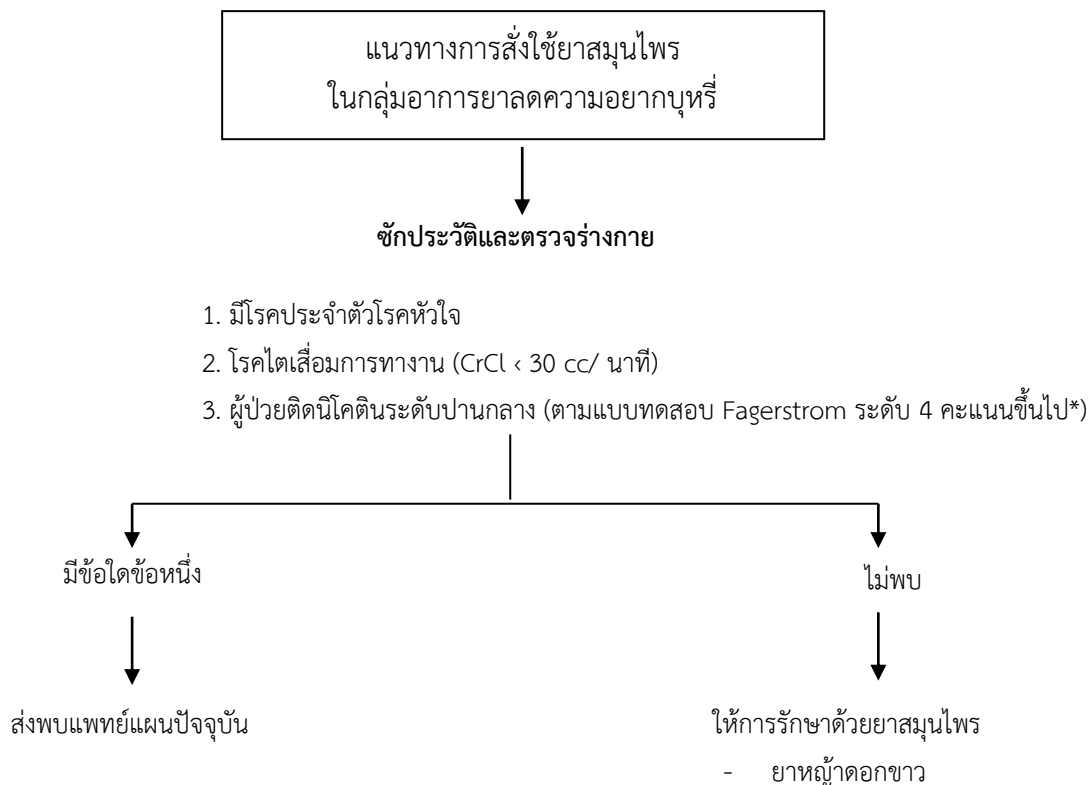 แนวทางการสั่งใช้ยาสมุนไพร
ในกลุ่มอาการยาลดความอยากบุหรี่
ซักประวัติและตรวจร่างกาย
1. มีโรคประจำตัวโรคหัวใจ
2. โรคไตเสื่อมการทางาน (CrCl < 30 cc/ นาที)
3. ผู้ป่วยติดนิโคตินระดับปานกลาง (ตามแบบทดสอบ Fagerstrom ระดับ 4 คะแนนขึ้นไป*)
มีข้อใดข้อหนึ่ง
ไม่พบ
ส่งพบแพทย์แผนปัจจุบัน
ให้การรักษาด้วยยาสมุนไพร
- ยาหญ้าดอกขาว